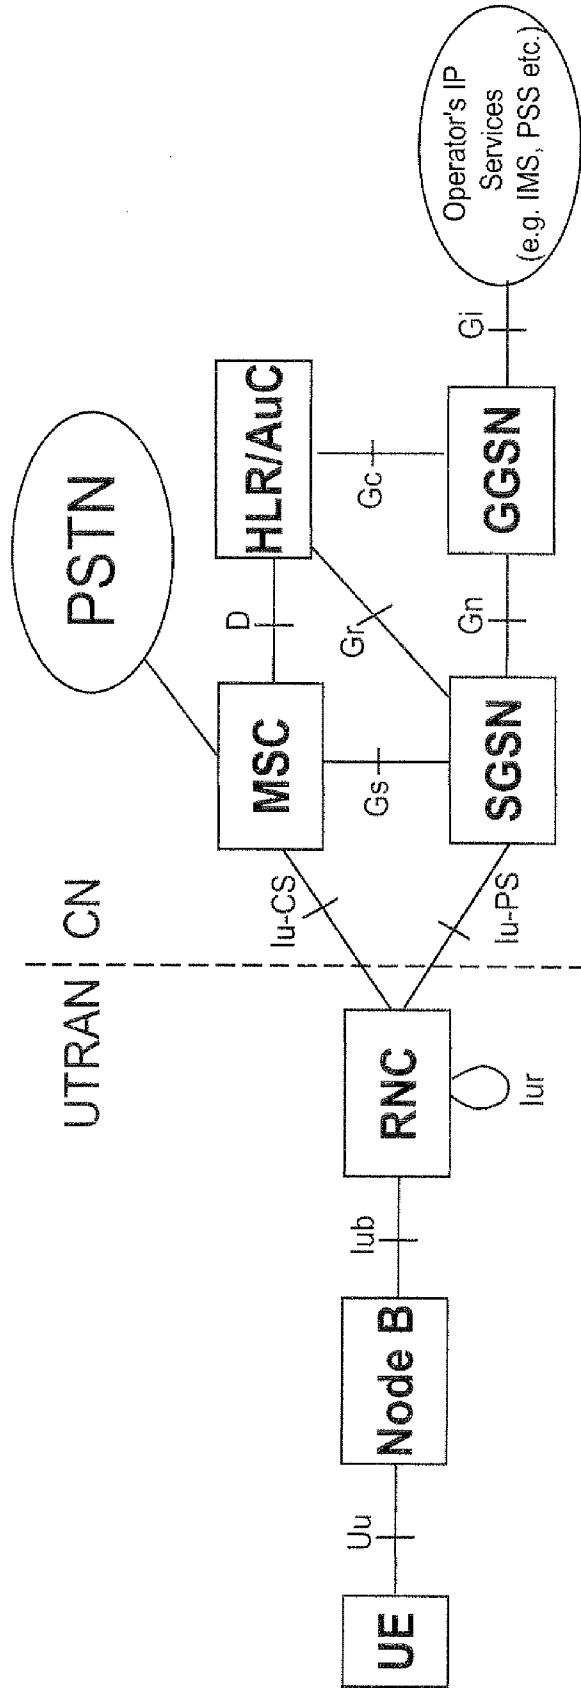 UTRAN
CN
PSTN
MSC
D
HLR/AuC
Iu-CS
Gs
Gr
Gc
UE
Uu
Node B
Iub
RNC
Iur
Iu-PS
SGSN
Gn
GGSN
Gi
Operator's IP
Services
(e.g. IMS, PSS etc.)